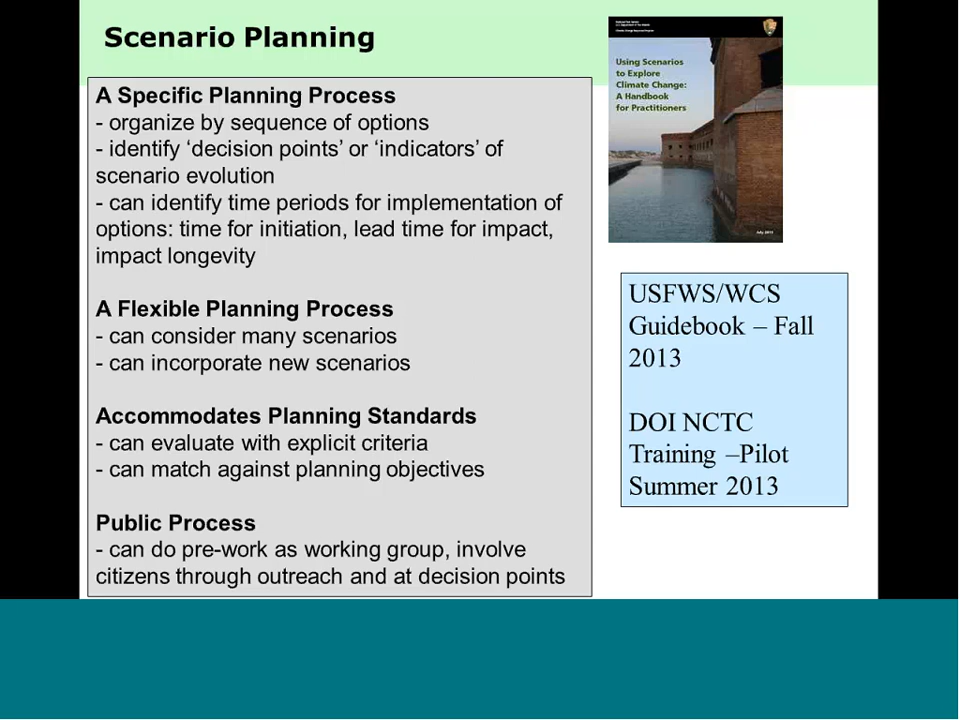 Scenario Planning
A Specific Planning Process
- organize by sequence of options
- identify ‘decision points’ or ‘indicators’ of
scenario evolution
- can identify time periods for implementation of
options: time for initiation, lead time for impact,
impact longevity
A Flexible Planning Process
- can consider many scenarios
- can incorporate new scenarios
Accommodates Planning Standards
- can evaluate with explicit criteria
- can match against planning objectives
Public Process
- can do pre-work as working group, involve
citizens through outreach and at decision points
Using Scenarios
to Explore
Climate Change:
A Handbook
for Practitioners
July 2013
USFWS/WCS
Guidebook – Fall
2013
DOI NCTC
Training –Pilot
Summer 2013